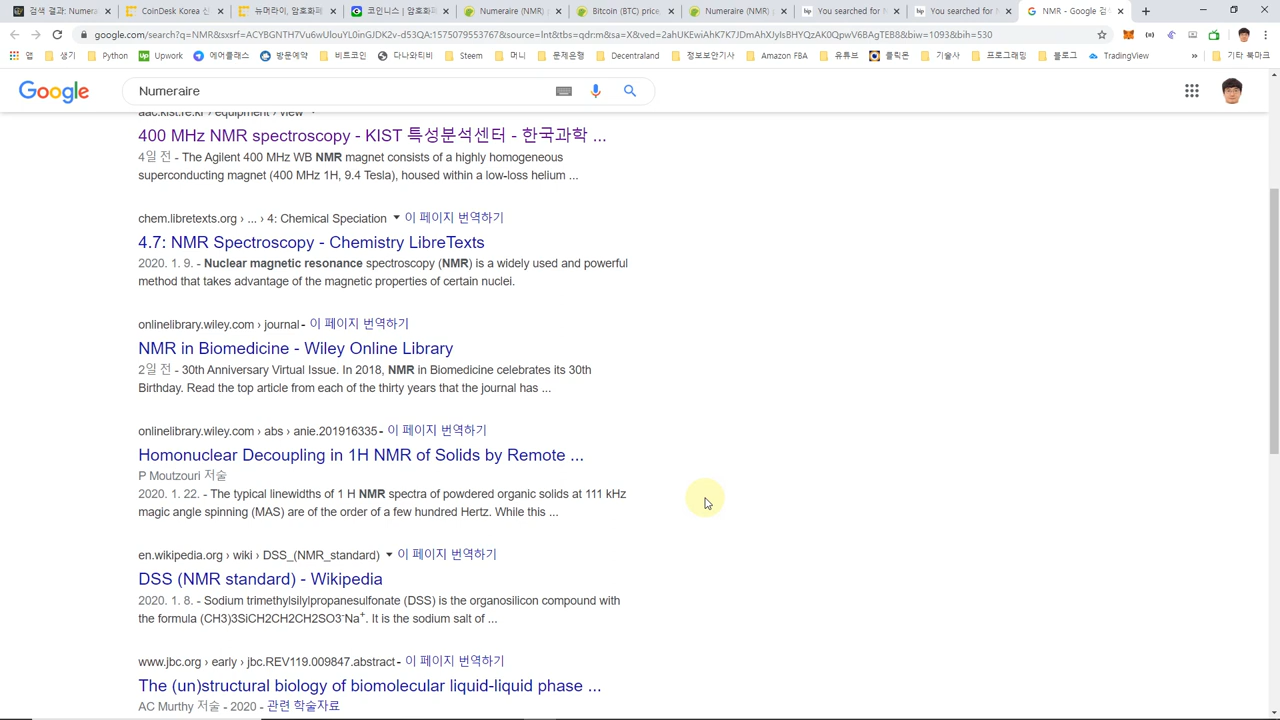 검색 결과: Numera
CoinDesk Korea 신
뉴머라이, 암호화폐
코인니스 | 암호화폐
Numeraire (NMR)
Bitcoin (BTC) price
Numeraire (NMR)
You searched for N
You searched for
NMR - Google 검색
google.com/search?q=NMR&sxsrf=ACYBGNTH7Vu6wUlouYL0inGJDK2v-d53QA:1575079553767&source=lnt&tbs=qdr:m&sa=X&ved=2ahUKEwiAhK7K7JDmAhXJyIsBHYQzAK0QpwV6BAgTEB8&biw=1093&bih=530
앱 생기 Python Upwork 에어클래스 방문예약 비트코인 다나와티비 Steem 머니 문제은행 Decentraland 정보보안기사 Amazon FBA 유튜브 클릭몬 기술사 프로그래밍 블로그 TradingView » 기타 북마크
Google
Numeraire
aac.kist.re.kr › equipment › view
400 MHz NMR spectroscopy - KIST 특성분석센터 - 한국과학 ...
4일 전 - The Agilent 400 MHz WB NMR magnet consists of a highly homogeneous
superconducting magnet (400 MHz 1H, 9.4 Tesla), housed within a low-loss helium ...
chem.libretexts.org › ... › 4: Chemical Speciation ▼ 이 페이지 번역하기
4.7: NMR Spectroscopy - Chemistry LibreTexts
2020. 1. 9. - Nuclear magnetic resonance spectroscopy (NMR) is a widely used and powerful
method that takes advantage of the magnetic properties of certain nuclei.
onlinelibrary.wiley.com › journal - 이 페이지 번역하기
NMR in Biomedicine - Wiley Online Library
2일 전 - 30th Anniversary Virtual Issue. In 2018, NMR in Biomedicine celebrates its 30th
Birthday. Read the top article from each of the thirty years that the journal has ...
onlinelibrary.wiley.com › abs › anie.201916335 - 이 페이지 번역하기
Homonuclear Decoupling in 1H NMR of Solids by Remote ...
P Moutzouri 저술
2020. 1. 22. - The typical linewidths of 1 H NMR spectra of powdered organic solids at 111 kHz
magic angle spinning (MAS) are of the order of a few hundred Hertz. While this ...
en.wikipedia.org › wiki › DSS_(NMR_standard) ▼ 이 페이지 번역하기
DSS (NMR standard) - Wikipedia
2020. 1. 8. - Sodium trimethylsilylpropanesulfonate (DSS) is the organosilicon compound with
the formula (CH3)3SiCH2CH2CH2SO3⁻Na⁺. It is the sodium salt of ...
www.jbc.org › early › jbc.REV119.009847.abstract - 이 페이지 번역하기
The (un)structural biology of biomolecular liquid-liquid phase ...
AC Murthy 저술 - 2020 - 관련 학술자료